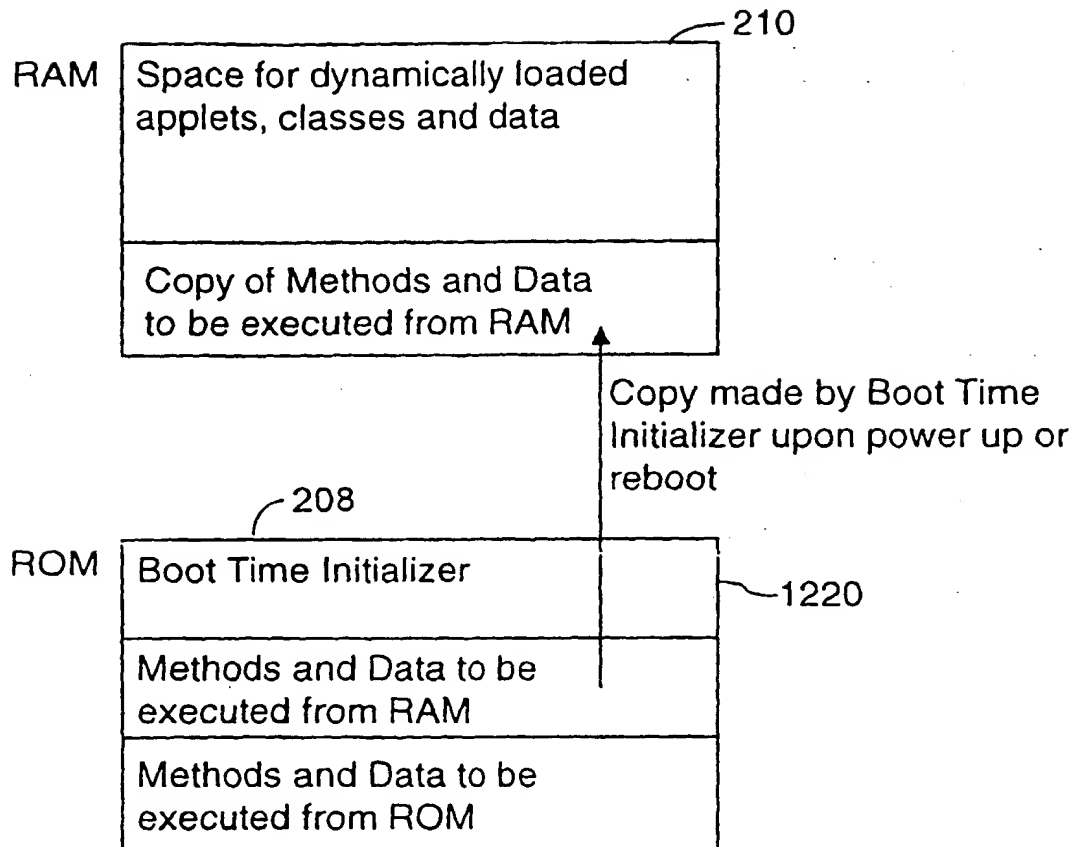 210
RAM
Space for dynamically loaded
applets, classes and data
Copy of Methods and Data
to be executed from RAM
Copy made by Boot Time
Initializer upon power up or
reboot
208
ROM
Boot Time Initializer
1220
Methods and Data to be
executed from RAM
Methods and Data to be
executed from ROM